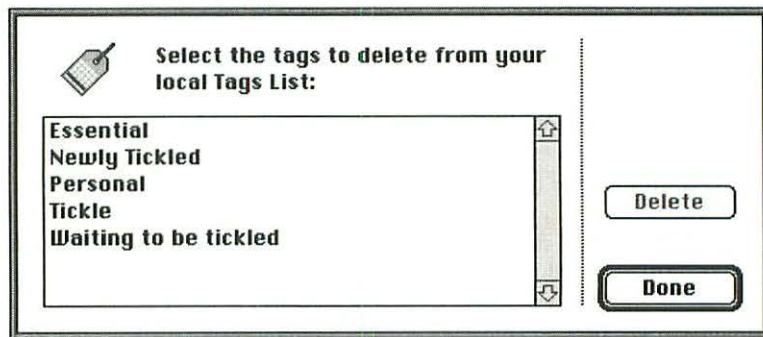 Select the tags to delete from your
local Tags List:
Essential
Newly Tickled
Personal
Tickle
Waiting to be tickled
Delete
Done